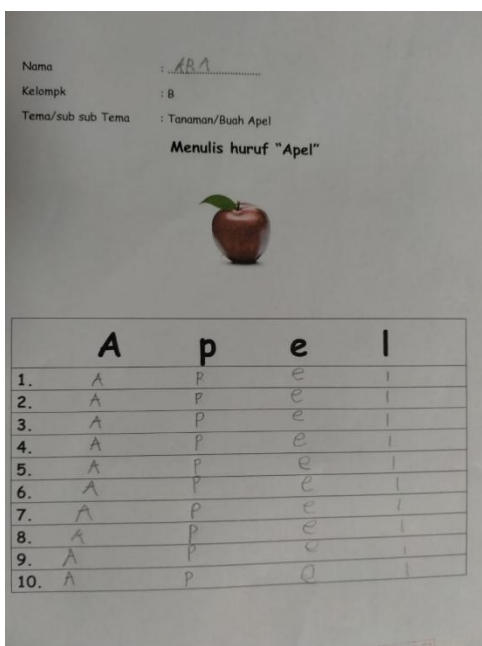 Nama : ABA
Kelompk : B
Tema/sub sub Tema : Tanaman/Buah Apel
Menulis huruf “Apel”
A p e l
1. A P e l
2. A P e l
3. A P e l
4. A P e l
5. A P e l
6. A P e l
7. A P e l
8. A P e l
9. A P e l
10. A P e l